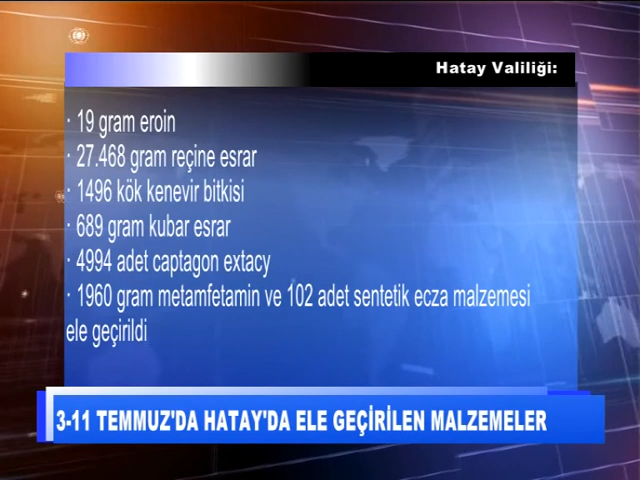 Hatay Valiliği:
· 19 gram eroin
· 27.468 gram reçine esrar
· 1496 kök kenevir bitkisi
· 689 gram kubar esrar
· 4994 adet captagon extacy
· 1960 gram metamfetamin ve 102 adet sentetik ecza malzemesi
ele geçirildi
3-11 TEMMUZ'DA HATAY'DA ELE GEÇİRİLEN MALZEMELER